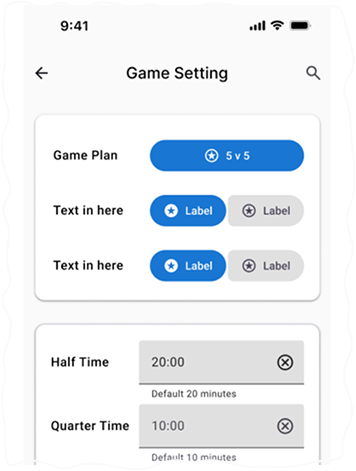 9:41
Game Setting
Game Plan 5 v 5
Text in here Label Label
Text in here Label Label
Half Time 20:00
Default 20 minutes
Quarter Time 10:00
Default 10 minutes